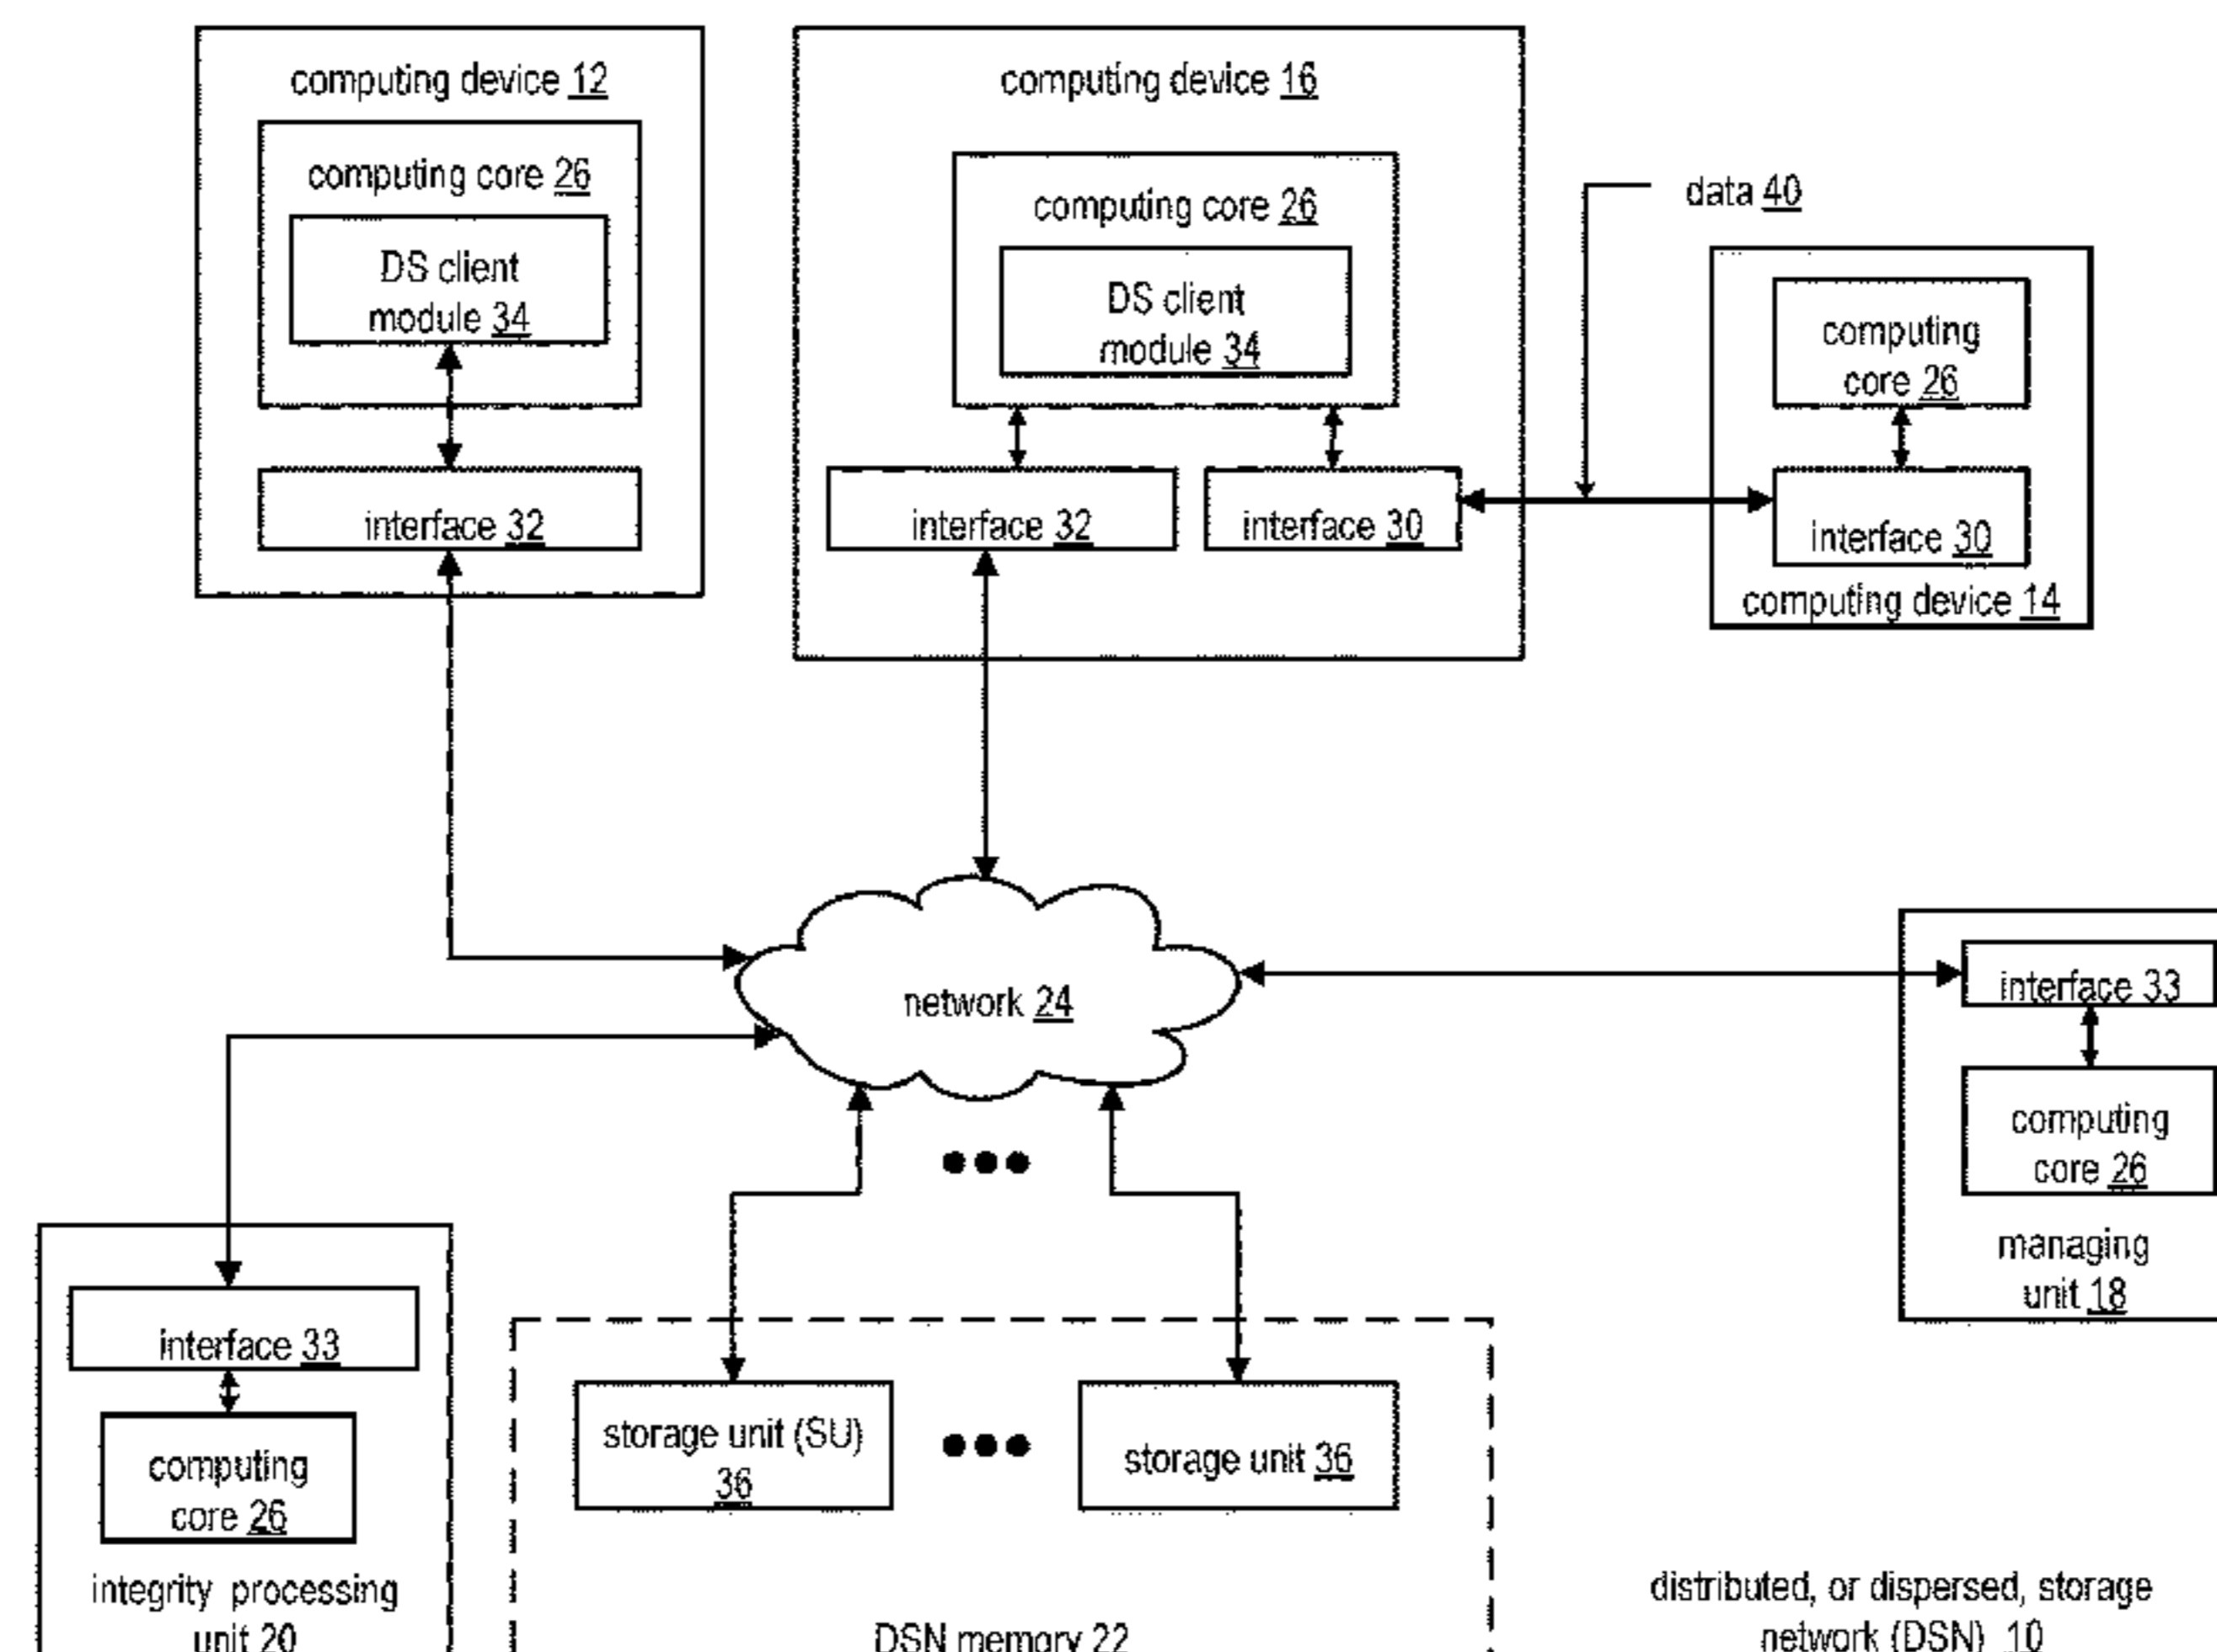 computing device 12
computing core 26
DS client
module 34
interface 32
computing device 16
computing core 26
DS client
module 34
interface 32
interface 30
data 40
computing
core 26
interface 30
computing device 14
network 24
interface 33
computing
core 26
managing
unit 18
interface 33
computing
core 26
integrity processing
unit 20
storage unit (SU)
36
storage unit 36
DSN memory 22
distributed, or dispersed, storage
network (DSN) 10